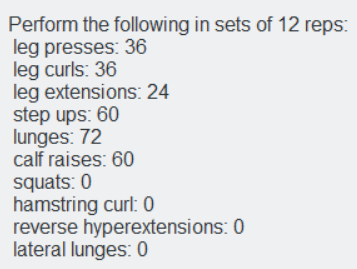 Perform the following in sets of 12 reps:
leg presses: 36
leg curls: 36
leg extensions: 24
step ups: 60
lunges: 72
calf raises: 60
squats: 0
hamstring curl: 0
reverse hyperextensions: 0
lateral lunges: 0